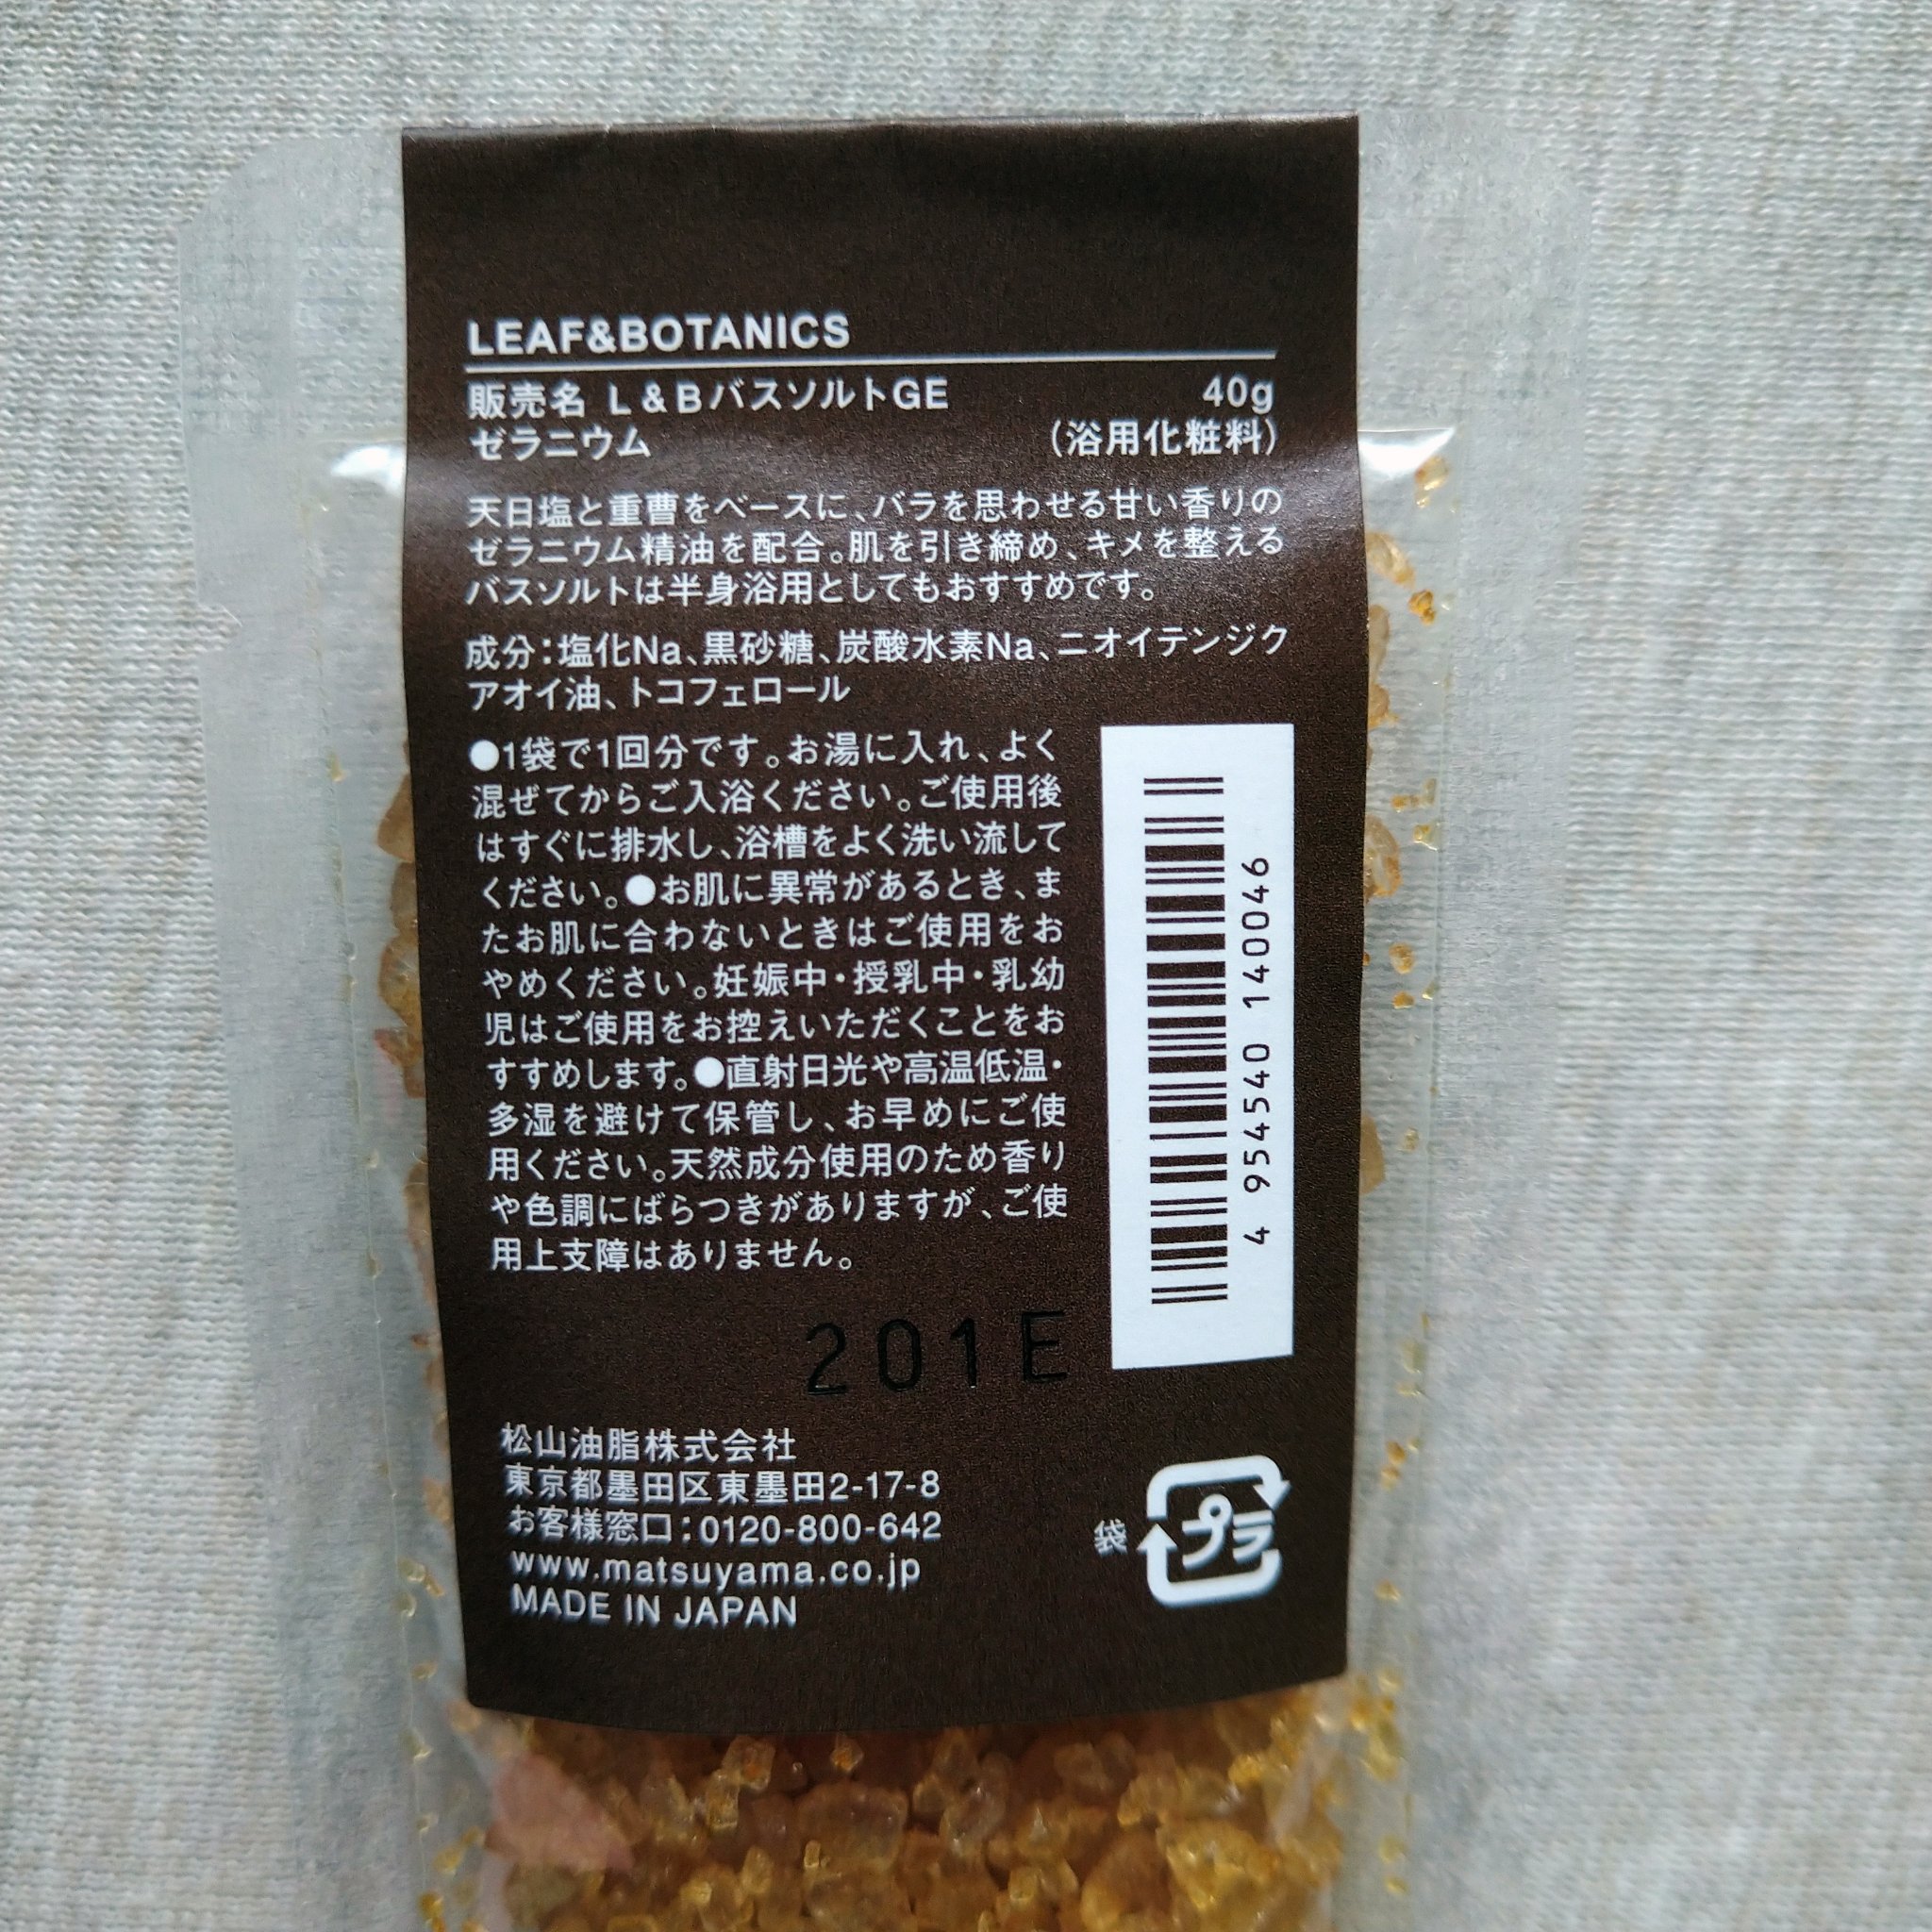 LEAF&BOTANICS
販売名 L&BバスソルトGE 40g
ゼラニウム (浴用化粧料)
天日塩と重曹をベースに、バラを思わせる甘い香りの
ゼラニウム精油を配合。肌を引き締め、キメを整える
バスソルトは半身浴用としてもおすすめです。
成分:塩化Na、黒砂糖、炭酸水素Na、ニオイテンジク
アオイ油、トコフェロール
●1袋で1回分です。お湯に入れ、よく
混ぜてからご入浴ください。ご使用後
はすぐに排水し、浴槽をよく洗い流して
ください。●お肌に異常があるとき、ま
たお肌に合わないときはご使用をお
やめください。妊娠中・授乳中・乳幼
児はご使用をお控えいただくことをお
すすめします。●直射日光や高温低温・
多湿を避けて保管し、お早めにご使
用ください。天然成分使用のため香り
や色調にばらつきがありますが、ご使
用上支障はありません。
4 954540 140046
201E
松山油脂株式会社
東京都墨田区東墨田2-17-8
お客様窓口:0120-800-642
www.matsuyama.co.jp
MADE IN JAPAN
袋 プラ